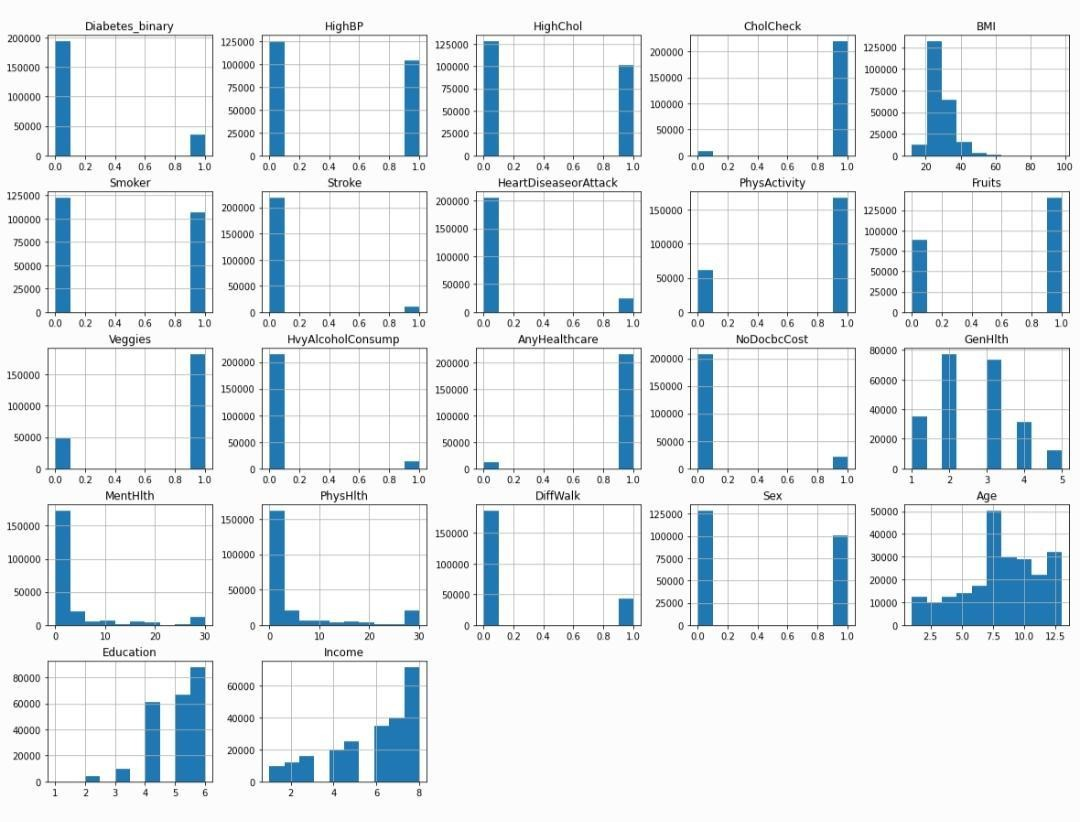 Diabetes_binary HighBP HighChol CholCheck BMI
200000 150000 100000 50000 0
0.0 0.2 0.4 0.6 0.8 1.0
125000 100000 75000 50000 25000 0
0.0 0.2 0.4 0.6 0.8 1.0
125000 100000 75000 50000 25000 0
0.0 0.2 0.4 0.6 0.8 1.0
200000 150000 100000 50000 0
0.0 0.2 0.4 0.6 0.8 1.0
125000 100000 75000 50000 25000 0
20 40 60 80 100
Smoker Stroke HeartDiseaseorAttack PhysActivity Fruits
125000 100000 75000 50000 25000 0
0.0 0.2 0.4 0.6 0.8 1.0
200000 150000 100000 50000 0
0.0 0.2 0.4 0.6 0.8 1.0
200000 150000 100000 50000 0
0.0 0.2 0.4 0.6 0.8 1.0
150000 100000 50000 0
0.0 0.2 0.4 0.6 0.8 1.0
125000 100000 75000 50000 25000 0
0.0 0.2 0.4 0.6 0.8 1.0
Veggies HvyAlcoholConsump AnyHealthcare NoDocbcCost GenHlth
150000 100000 50000 0
0.0 0.2 0.4 0.6 0.8 1.0
200000 150000 100000 50000 0
0.0 0.2 0.4 0.6 0.8 1.0
200000 150000 100000 50000 0
0.0 0.2 0.4 0.6 0.8 1.0
200000 150000 100000 50000 0
0.0 0.2 0.4 0.6 0.8 1.0
80000 60000 40000 20000 0
1 2 3 4 5
MentHlth PhysHlth DiffWalk Sex Age
150000 100000 50000 0
0 10 20 30
150000 100000 50000 0
0 10 20 30
150000 100000 50000 0
0.0 0.2 0.4 0.6 0.8 1.0
125000 100000 75000 50000 25000 0
0.0 0.2 0.4 0.6 0.8 1.0
50000 40000 30000 20000 10000 0
2.5 5.0 7.5 10.0 12.5
Education Income
80000 60000 40000 20000 0
1 2 3 4 5 6
60000 40000 20000 0
2 4 6 8